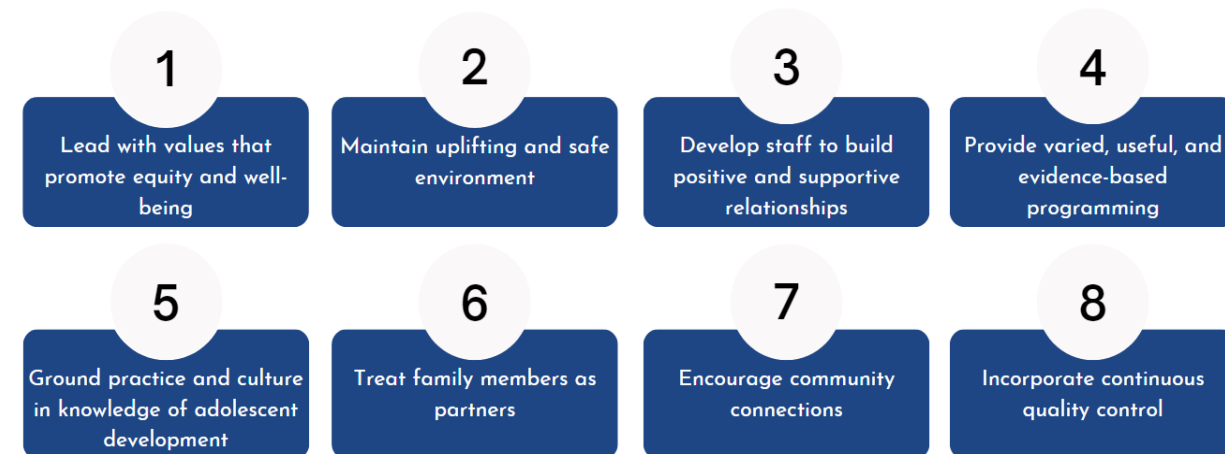 1
Lead with values that
promote equity and well-
being
2
Maintain uplifting and safe
environment
3
Develop staff to build
positive and supportive
relationships
4
Provide varied, useful, and
evidence-based
programming
5
Ground practice and culture
in knowledge of adolescent
development
6
Treat family members as
partners
7
Encourage community
connections
8
Incorporate continuous
quality control